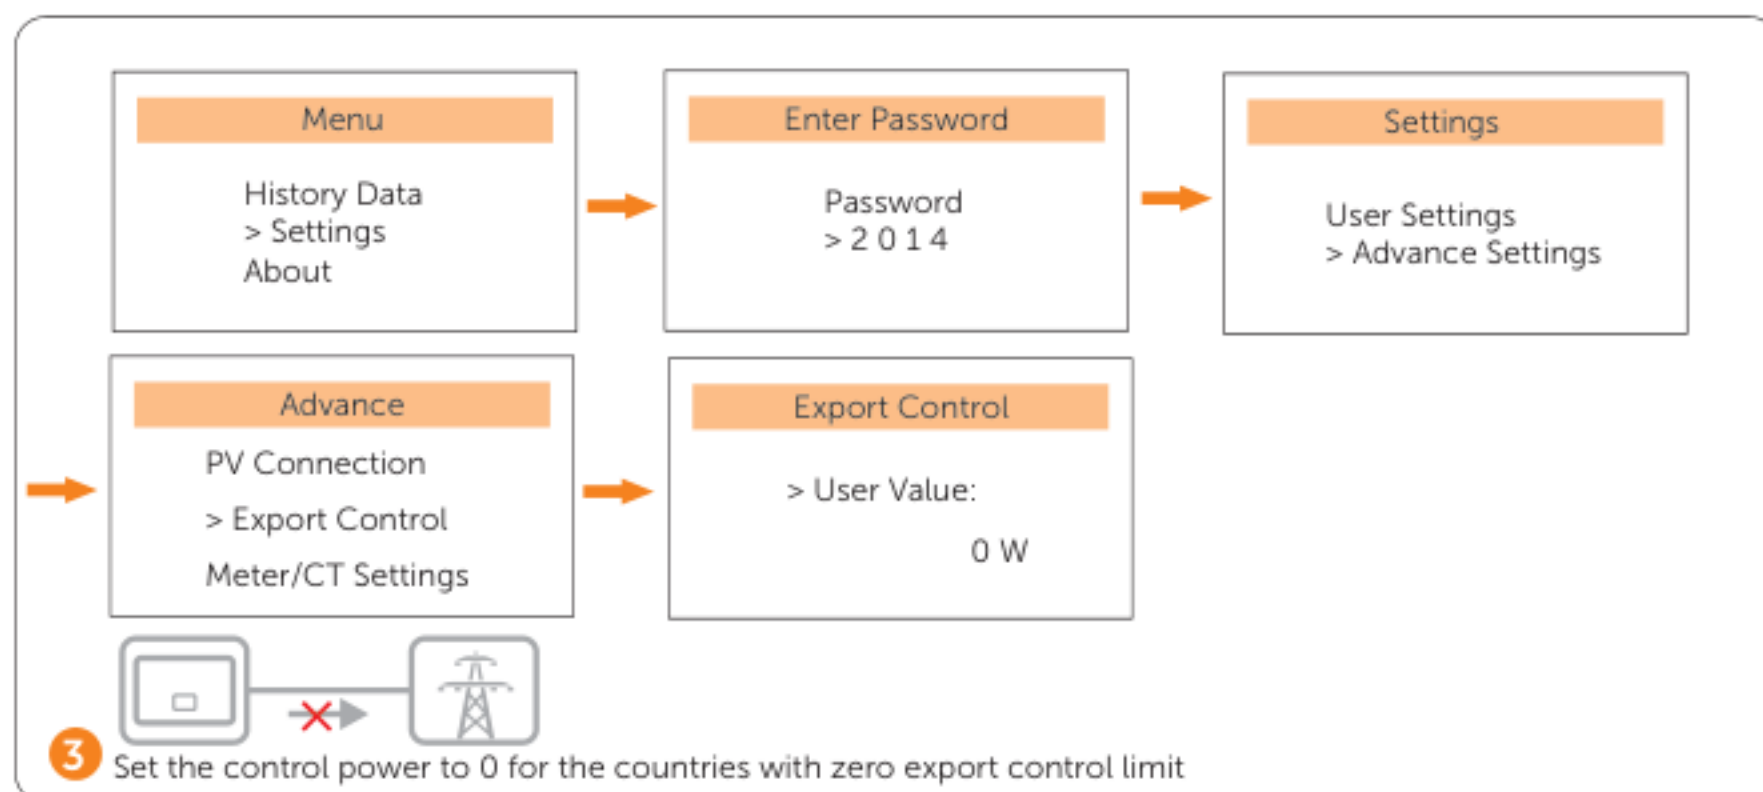 Menu
History Data
> Settings
About
Enter Password
Password
> 2 0 1 4
Settings
User Settings
> Advance Settings
Advance
PV Connection
> Export Control
Meter/CT Settings
Export Control
> User Value:
0 W
3
Set the control power to 0 for the countries with zero export control limit